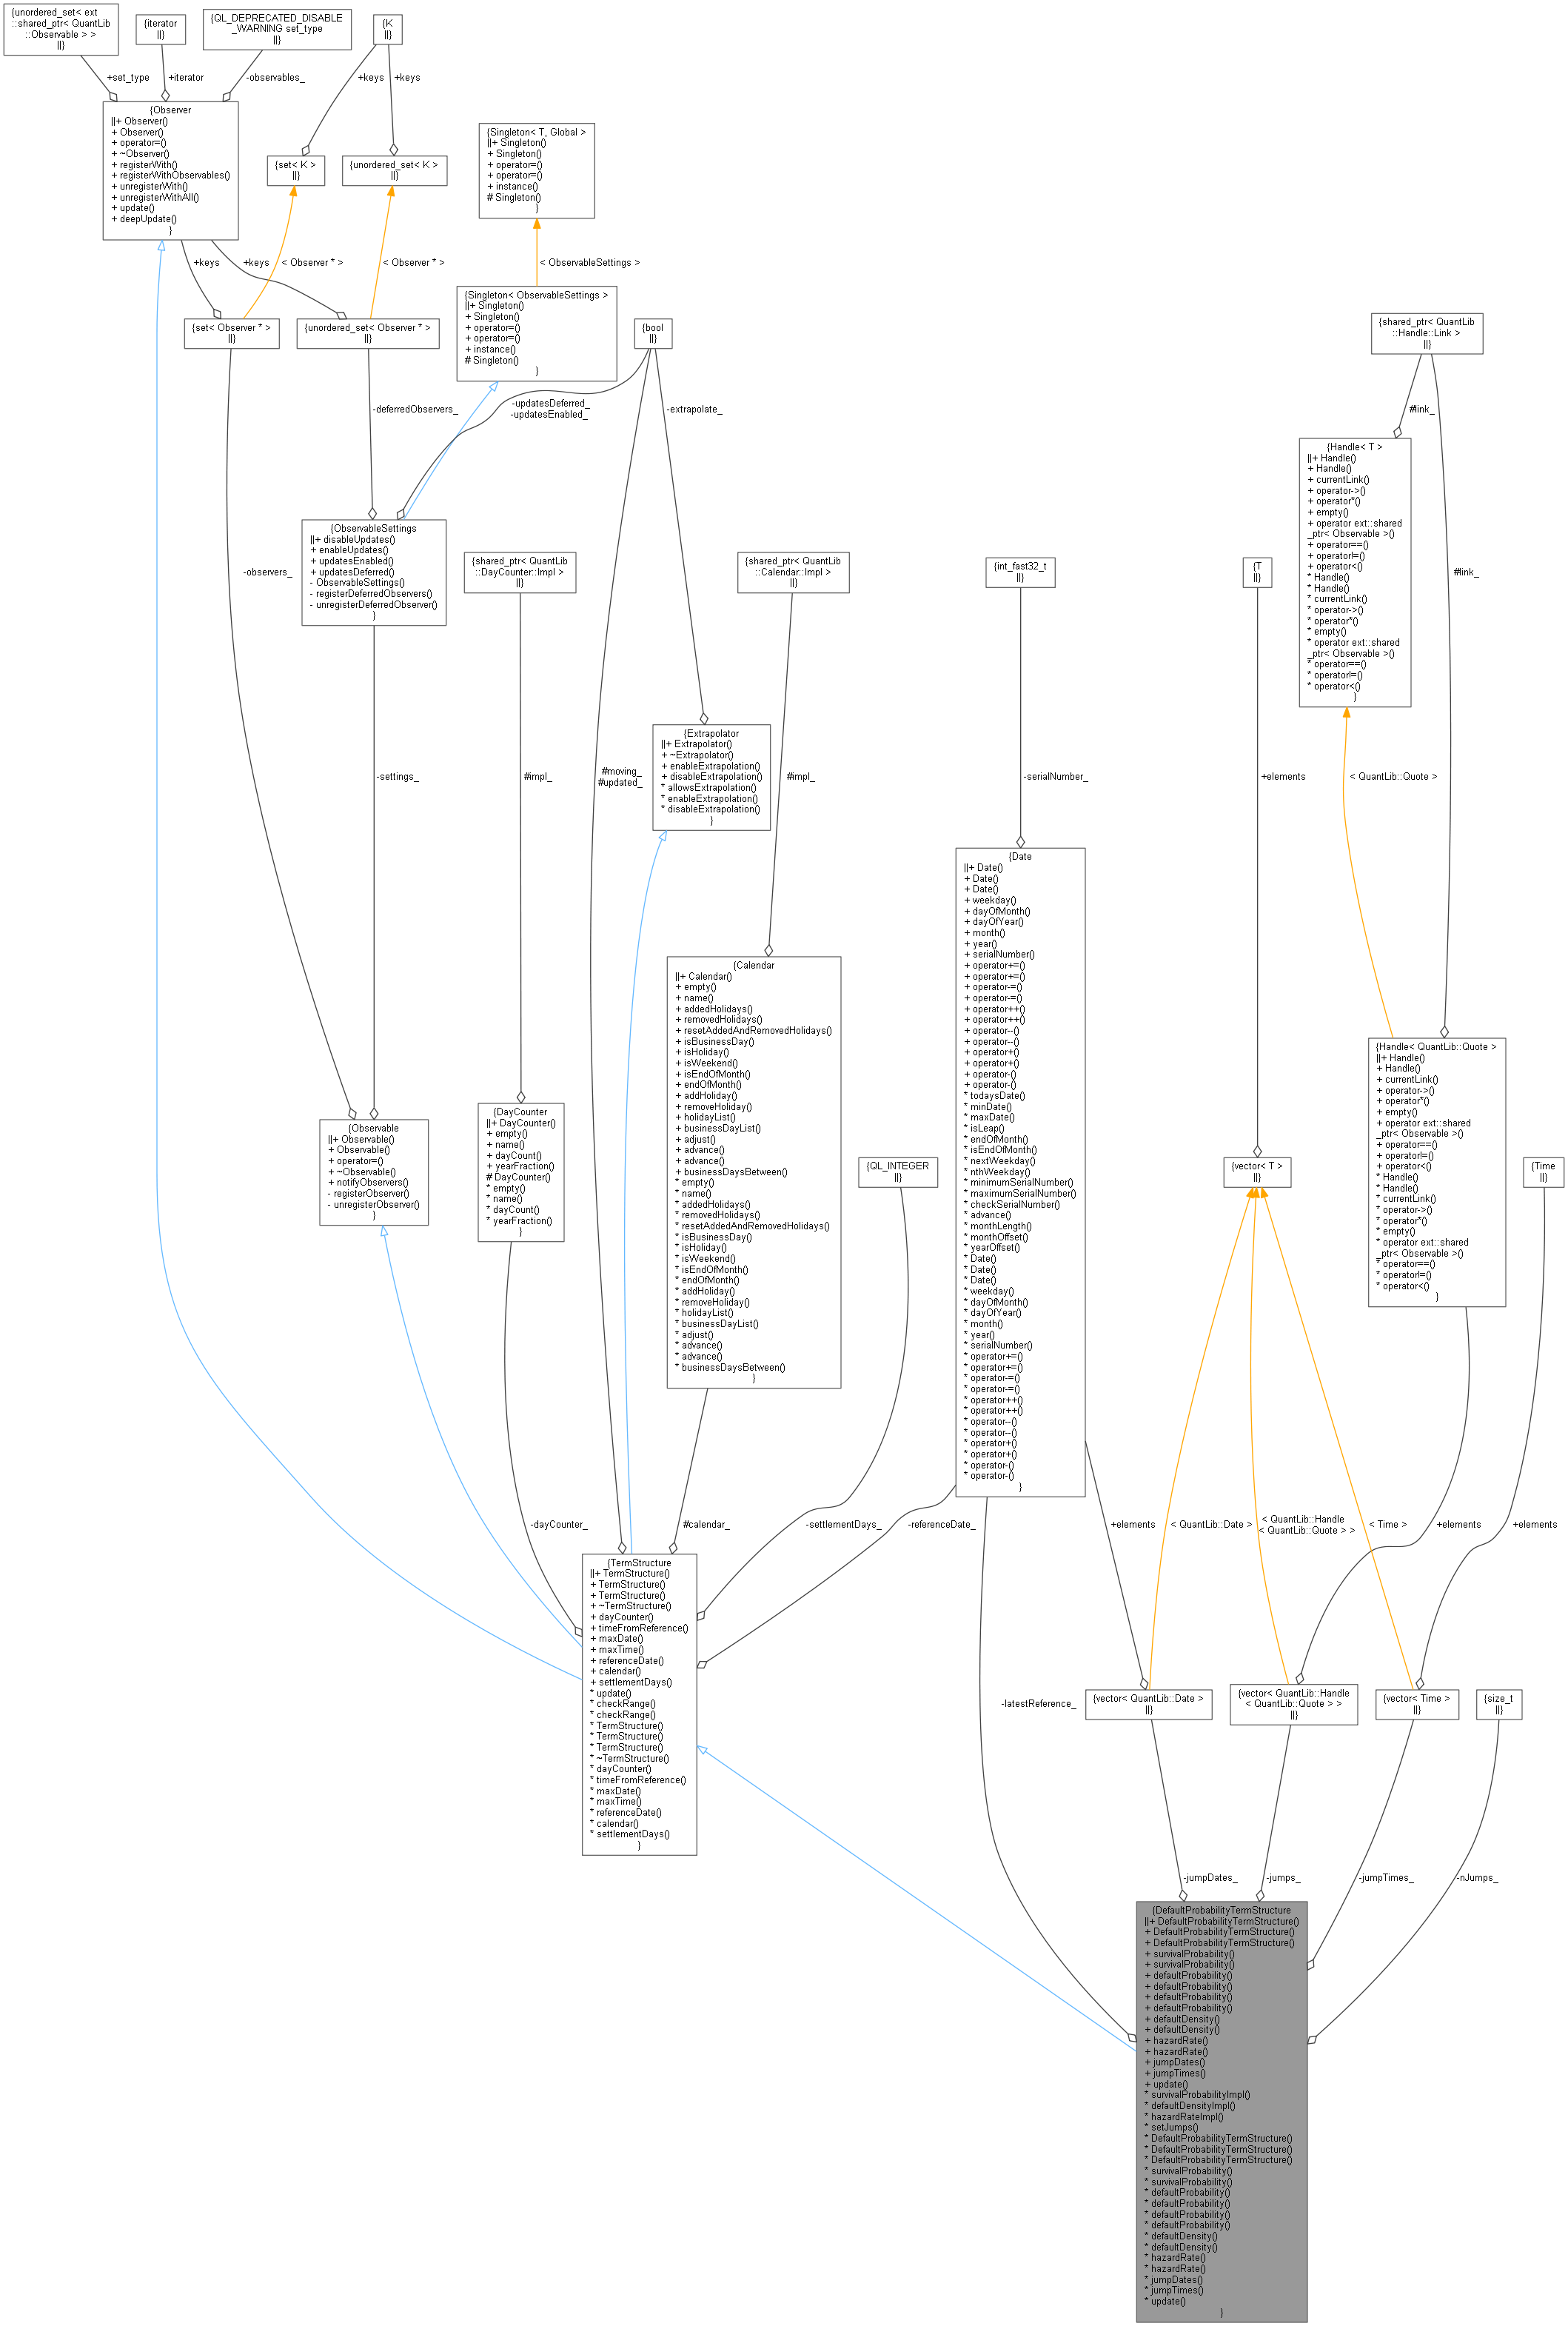 {unordered_set< ext
::shared_ptr< QuantLib
::Observable > >
||}
{iterator
||}
{QL_DEPRECATED_DISABLE
_WARNING set_type
||}
{K
||}
+set_type
+iterator
-observables_
+keys
+keys
{Observer
||+ Observer()
+ Observer()
+ operator=()
+ ~Observer()
+ registerWith()
+ registerWithObservables()
+ unregisterWith()
+ unregisterWithAll()
+ update()
+ deepUpdate()
}
{set< K >
||}
{unordered_set< K >
||}
{Singleton< T, Global >
||+ Singleton()
+ Singleton()
+ operator=()
+ operator=()
+ instance()
# Singleton()
}
+keys
+keys
< Observer * >
< Observer * >
< ObservableSettings >
{set< Observer * >
||}
{unordered_set< Observer * >
||}
{Singleton< ObservableSettings >
||+ Singleton()
+ Singleton()
+ operator=()
+ operator=()
+ instance()
# Singleton()
}
{bool
||}
{shared_ptr< QuantLib
::Handle::Link >
||}
-deferredObservers_
-updatesDeferred_
-updatesEnabled_
-extrapolate_
#link_
{Handle< T >
||+ Handle()
+ Handle()
+ currentLink()
+ operator->()
+ operator*()
+ empty()
+ operator ext::shared
_ptr< Observable >()
+ operator==()
+ operator!=()
+ operator<()
* Handle()
* Handle()
* currentLink()
* operator->()
* operator*()
* empty()
* operator ext::shared
_ptr< Observable >()
* operator==()
* operator!=()
* operator<()
}
-observers_
{ObservableSettings
||+ disableUpdates()
+ enableUpdates()
+ updatesEnabled()
+ updatesDeferred()
- ObservableSettings()
- registerDeferredObservers()
- unregisterDeferredObserver()
}
{shared_ptr< QuantLib
::DayCounter::Impl >
||}
{shared_ptr< QuantLib
::Calendar::Impl >
||}
{int_fast32_t
||}
{T
||}
#link_
-settings_
#impl_
#moving_
#updated_
{Extrapolator
||+ Extrapolator()
+ ~Extrapolator()
+ enableExtrapolation()
+ disableExtrapolation()
* allowsExtrapolation()
* enableExtrapolation()
* disableExtrapolation()
}
#impl_
-serialNumber_
+elements
< QuantLib::Quote >
{Observable
||+ Observable()
+ Observable()
+ operator=()
+ ~Observable()
+ notifyObservers()
- registerObserver()
- unregisterObserver()
}
{DayCounter
||+ DayCounter()
+ empty()
+ name()
+ dayCount()
+ yearFraction()
# DayCounter()
* empty()
* name()
* dayCount()
* yearFraction()
}
{Calendar
||+ Calendar()
+ empty()
+ name()
+ addedHolidays()
+ removedHolidays()
+ resetAddedAndRemovedHolidays()
+ isBusinessDay()
+ isHoliday()
+ isWeekend()
+ isEndOfMonth()
+ endOfMonth()
+ addHoliday()
+ removeHoliday()
+ holidayList()
+ businessDayList()
+ adjust()
+ advance()
+ advance()
+ businessDaysBetween()
* empty()
* name()
* addedHolidays()
* removedHolidays()
* resetAddedAndRemovedHolidays()
* isBusinessDay()
* isHoliday()
* isWeekend()
* isEndOfMonth()
* endOfMonth()
* addHoliday()
* removeHoliday()
* holidayList()
* businessDayList()
* adjust()
* advance()
* advance()
* businessDaysBetween()
}
{QL_INTEGER
||}
{Date
||+ Date()
+ Date()
+ Date()
+ weekday()
+ dayOfMonth()
+ dayOfYear()
+ month()
+ year()
+ serialNumber()
+ operator+=()
+ operator+=()
+ operator-=()
+ operator-=()
+ operator++()
+ operator++()
+ operator--()
+ operator--()
+ operator+()
+ operator+()
+ operator-()
+ operator-()
* todaysDate()
* minDate()
* maxDate()
* isLeap()
* endOfMonth()
* isEndOfMonth()
* nextWeekday()
* nthWeekday()
* minimumSerialNumber()
* maximumSerialNumber()
* checkSerialNumber()
* advance()
* monthLength()
* monthOffset()
* yearOffset()
* Date()
* Date()
* Date()
* weekday()
* dayOfMonth()
* dayOfYear()
* month()
* year()
* serialNumber()
* operator+=()
* operator+=()
* operator-=()
* operator-=()
* operator++()
* operator++()
* operator--()
* operator--()
* operator+()
* operator+()
* operator-()
* operator-()
}
{vector< T >
||}
{Handle< QuantLib::Quote >
||+ Handle()
+ Handle()
+ currentLink()
+ operator->()
+ operator*()
+ empty()
+ operator ext::shared
_ptr< Observable >()
+ operator==()
+ operator!=()
+ operator<()
* Handle()
* Handle()
* currentLink()
* operator->()
* operator*()
* empty()
* operator ext::shared
_ptr< Observable >()
* operator==()
* operator!=()
* operator<()
}
{Time
||}
-dayCounter_
#calendar_
-settlementDays_
-referenceDate_
+elements
< QuantLib::Date >
< QuantLib::Handle
< QuantLib::Quote > >
< Time >
+elements
+elements
{TermStructure
||+ TermStructure()
+ TermStructure()
+ TermStructure()
+ ~TermStructure()
+ dayCounter()
+ timeFromReference()
+ maxDate()
+ maxTime()
+ referenceDate()
+ calendar()
+ settlementDays()
* update()
* checkRange()
* checkRange()
* TermStructure()
* TermStructure()
* TermStructure()
* ~TermStructure()
* dayCounter()
* timeFromReference()
* maxDate()
* maxTime()
* referenceDate()
* calendar()
* settlementDays()
}
-latestReference_
{vector< QuantLib::Date >
||}
{vector< QuantLib::Handle
< QuantLib::Quote > >
||}
{vector< Time >
||}
{size_t
||}
-jumpDates_
-jumps_
-jumpTimes_
-nJumps_
{DefaultProbabilityTermStructure
||+ DefaultProbabilityTermStructure()
+ DefaultProbabilityTermStructure()
+ DefaultProbabilityTermStructure()
+ survivalProbability()
+ survivalProbability()
+ defaultProbability()
+ defaultProbability()
+ defaultProbability()
+ defaultProbability()
+ defaultDensity()
+ defaultDensity()
+ hazardRate()
+ hazardRate()
+ jumpDates()
+ jumpTimes()
+ update()
* survivalProbabilityImpl()
* defaultDensityImpl()
* hazardRateImpl()
* setJumps()
* DefaultProbabilityTermStructure()
* DefaultProbabilityTermStructure()
* DefaultProbabilityTermStructure()
* survivalProbability()
* survivalProbability()
* defaultProbability()
* defaultProbability()
* defaultProbability()
* defaultProbability()
* defaultDensity()
* defaultDensity()
* hazardRate()
* hazardRate()
* jumpDates()
* jumpTimes()
* update()
}